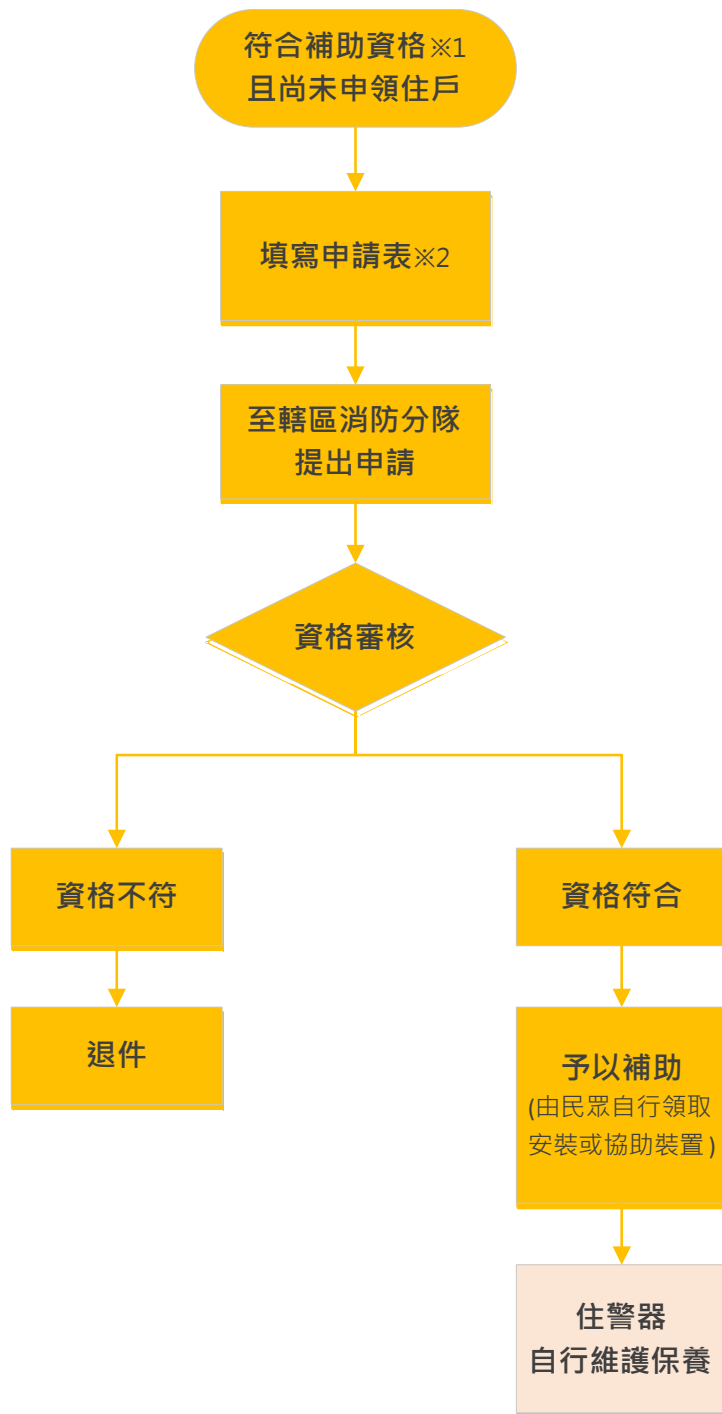 符合補助資格※1
且尚未申領住戶
填寫申請表※2
至轄區消防分隊
提出申請
資格審核
資格不符
資格符合
退件
予以補助
(由民眾自行領取
安裝或協助裝置)
住警器
自行維護保養